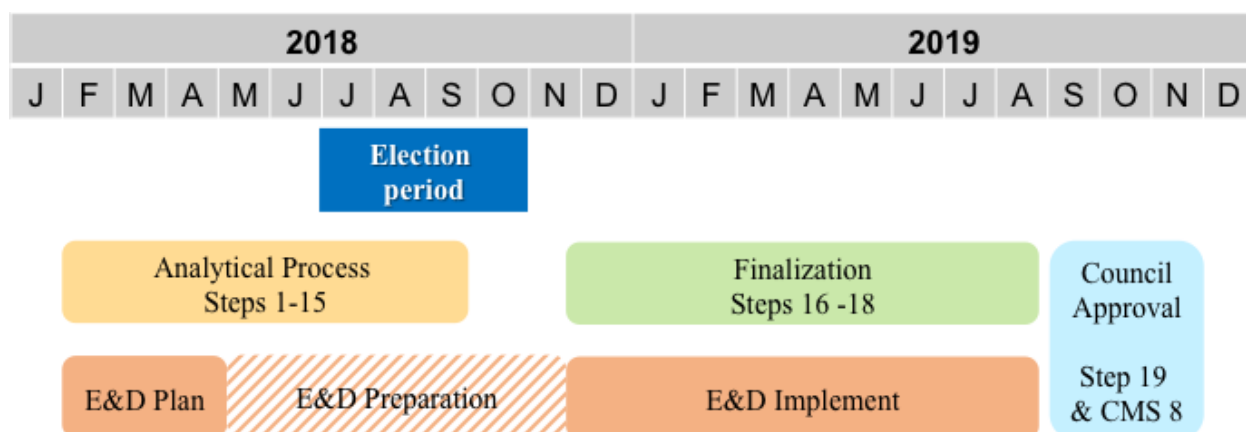 2018 2019
J F M A M J J A S O N D J F M A M J J A S O N D
Election
period
Analytical Process
Steps 1-15
Finalization
Steps 16 -18
Council
Approval
E&D Plan
E&D Preparation
E&D Implement
Step 19
& CMS 8